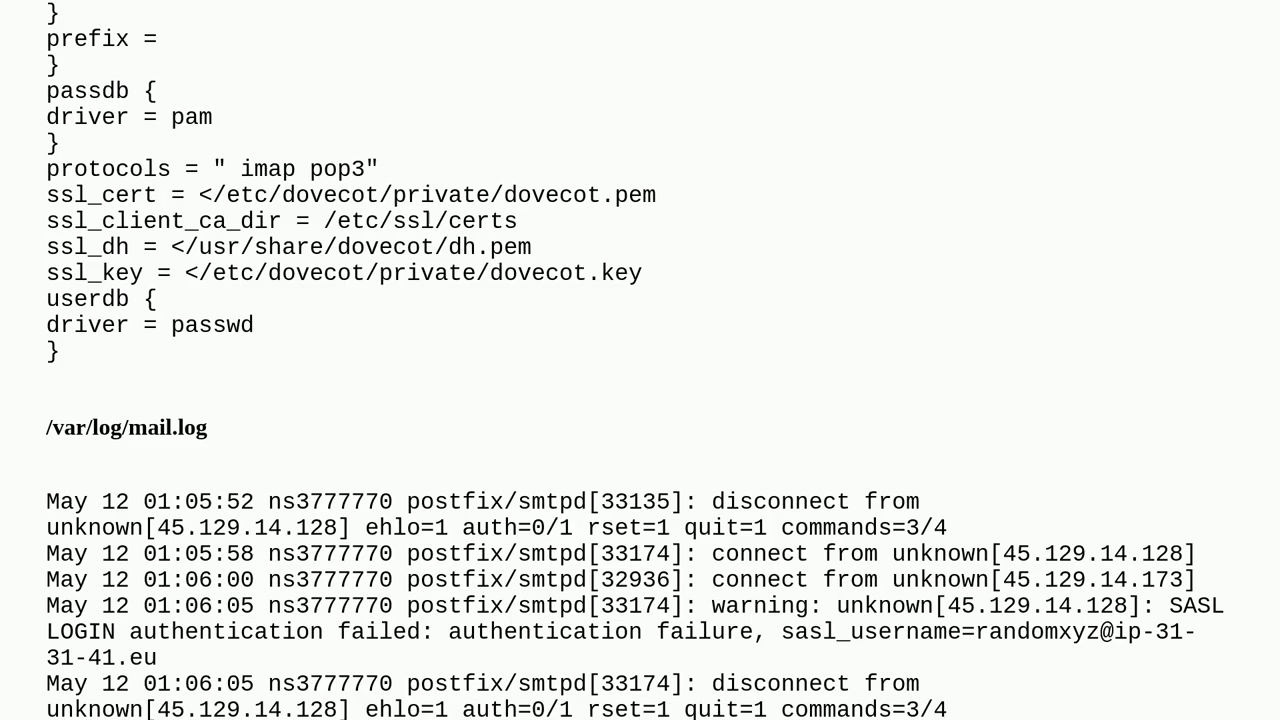 }
prefix =
}
passdb {
driver = pam
}
protocols = " imap pop3"
ssl_cert = </etc/dovecot/private/dovecot.pem
ssl_client_ca_dir = /etc/ssl/certs
ssl_dh = </usr/share/dovecot/dh.pem
ssl_key = </etc/dovecot/private/dovecot.key
userdb {
driver = passwd
}
/var/log/mail.log
May 12 01:05:52 ns3777770 postfix/smtpd[33135]: disconnect from
unknown[45.129.14.128] ehlo=1 auth=0/1 rset=1 quit=1 commands=3/4
May 12 01:05:58 ns3777770 postfix/smtpd[33174]: connect from unknown[45.129.14.128]
May 12 01:06:00 ns3777770 postfix/smtpd[32936]: connect from unknown[45.129.14.173]
May 12 01:06:05 ns3777770 postfix/smtpd[33174]: warning: unknown[45.129.14.128]: SASL
LOGIN authentication failed: authentication failure, sasl_username=randomxyz@ip-31-
31-41.eu
May 12 01:06:05 ns3777770 postfix/smtpd[33174]: disconnect from
unknown[45.129.14.128] ehlo=1 auth=0/1 rset=1 quit=1 commands=3/4